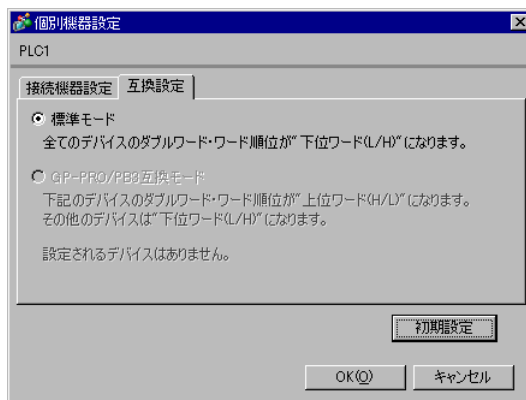 個別機器設定
PLC1
接続機器設定 互換設定
標準モード
全てのデバイスのダブルワード・ワード順位が"下位ワード(L/H)"になります。
GP-PRO/PB3互換モード
下記のデバイスのダブルワード・ワード順位が"上位ワード(H/L)"になります。
その他のデバイスは"下位ワード(L/H)"になります。
設定されるデバイスはありません。
初期設定
OK(O) キャンセル